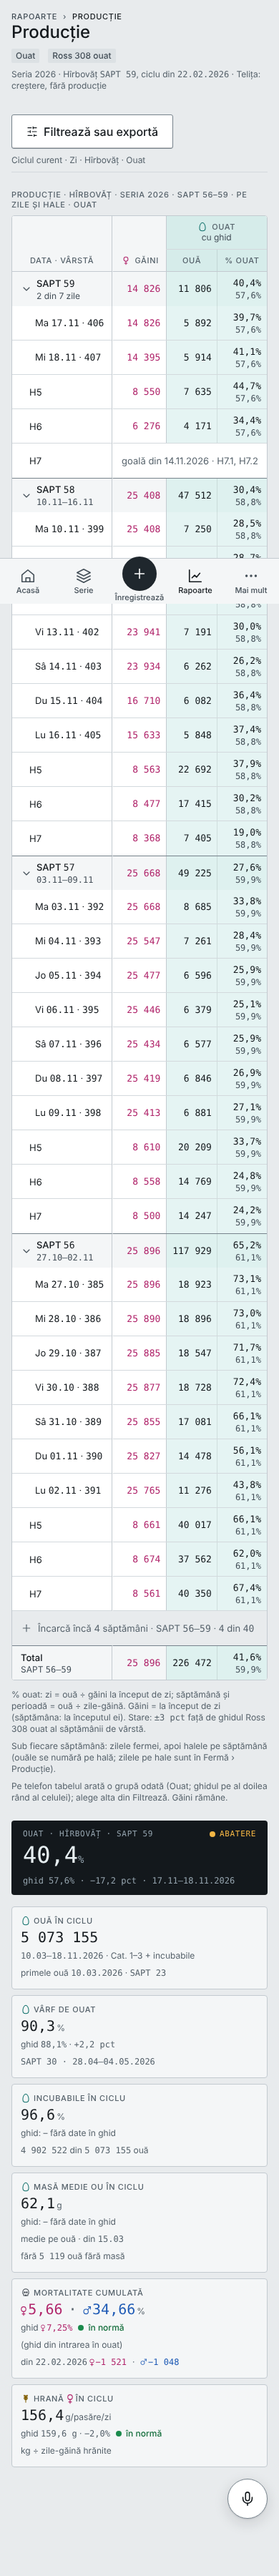 RAPOARTE › PRODUCȚIE
Producție
Ouat Ross 308 ouat
Seria 2026 · Hîrbovăț SAPT 59, ciclu din 22.02.2026 · Telița:
creștere, fără producție
Filtrează sau exportă
Ciclul curent · Zi · Hîrbovăț · Ouat
PRODUCȚIE · HÎRBOVĂȚ · SERIA 2026 · SAPT 56–59 · PE
ZILE ȘI HALE · OUAT
OUAT
cu ghid
DATA · VÂRSTĂ ♀ GĂINI OUĂ % OUAT
SAPT 59 14 826 11 806 40,4%
2 din 7 zile 57,6%
Ma 17.11 · 406 14 826 5 892 39,7%
57,6%
Mi 18.11 · 407 14 395 5 914 41,1%
57,6%
H5 8 550 7 635 44,7%
57,6%
H6 6 276 4 171 34,4%
57,6%
H7 goală din 14.11.2026 · H7.1, H7.2
SAPT 58 25 408 47 512 30,4%
10.11–16.11 58,8%
Ma 10.11 · 399 25 408 7 250 28,5%
58,8%
Acasă Serie Înregistrează Rapoarte Mai mult
Vi 13.11 · 402 23 941 7 191 30,0%
58,8%
Sâ 14.11 · 403 23 934 6 262 26,2%
58,8%
Du 15.11 · 404 16 710 6 082 36,4%
58,8%
Lu 16.11 · 405 15 633 5 848 37,4%
58,8%
H5 8 563 22 692 37,9%
58,8%
H6 8 477 17 415 30,2%
58,8%
H7 8 368 7 405 19,0%
58,8%
SAPT 57 25 668 49 225 27,6%
03.11–09.11 59,9%
Ma 03.11 · 392 25 668 8 685 33,8%
59,9%
Mi 04.11 · 393 25 547 7 261 28,4%
59,9%
Jo 05.11 · 394 25 477 6 596 25,9%
59,9%
Vi 06.11 · 395 25 446 6 379 25,1%
59,9%
Sâ 07.11 · 396 25 434 6 577 25,9%
59,9%
Du 08.11 · 397 25 419 6 846 26,9%
59,9%
Lu 09.11 · 398 25 413 6 881 27,1%
59,9%
H5 8 610 20 209 33,7%
59,9%
H6 8 558 14 769 24,8%
59,9%
H7 8 500 14 247 24,2%
59,9%
SAPT 56 25 896 117 929 65,2%
27.10–02.11 61,1%
Ma 27.10 · 385 25 896 18 923 73,1%
61,1%
Mi 28.10 · 386 25 890 18 896 73,0%
61,1%
Jo 29.10 · 387 25 885 18 547 71,7%
61,1%
Vi 30.10 · 388 25 877 18 728 72,4%
61,1%
Sâ 31.10 · 389 25 855 17 081 66,1%
61,1%
Du 01.11 · 390 25 827 14 478 56,1%
61,1%
Lu 02.11 · 391 25 765 11 276 43,8%
61,1%
H5 8 661 40 017 66,1%
61,1%
H6 8 674 37 562 62,0%
61,1%
H7 8 561 40 350 67,4%
61,1%
Încarcă încă 4 săptămâni · SAPT 56–59 · 4 din 40
Total 25 896 226 472 41,6%
SAPT 56–59 59,9%
% ouat: zi = ouă ÷ găini la început de zi; săptămână și
perioadă = ouă ÷ zile-găină. Găini = la început de zi
(săptămâna: la începutul ei). Stare: ±3 pct față de ghidul Ross
308 ouat al săptămânii de vârstă.
Sub fiecare săptămână: zilele fermei, apoi halele pe săptămână
(ouăle se numără pe hală; zilele pe hale sunt în Fermă ›
Producție).
Pe telefon tabelul arată o grupă odată (Ouat; ghidul pe al doilea
rând al celulei); alege alta din Filtrează. Găini rămâne.
OUAT · HÎRBOVĂȚ · SAPT 59 ABATERE
40,4%
ghid 57,6% · −17,2 pct · 17.11–18.11.2026
OUĂ ÎN CICLU
5 073 155
10.03–18.11.2026 · Cat. 1–3 + incubabile
primele ouă 10.03.2026 · SAPT 23
VÂRF DE OUAT
90,3%
ghid 88,1% · +2,2 pct
SAPT 30 · 28.04–04.05.2026
INCUBABILE ÎN CICLU
96,6%
ghid: – fără date în ghid
4 902 522 din 5 073 155 ouă
MASĂ MEDIE OU ÎN CICLU
62,1g
ghid: – fără date în ghid
medie pe ouă · din 15.03
fără 5 119 ouă fără masă
MORTALITATE CUMULATĂ
♀5,66 · ♂34,66%
ghid ♀7,25% în normă
(ghid din intrarea în ouat)
din 22.02.2026 ♀−1 521 · ♂−1 048
HRANĂ ♀ ÎN CICLU
156,4g/pasăre/zi
ghid 159,6 g · −2,0% în normă
kg ÷ zile-găină hrănite